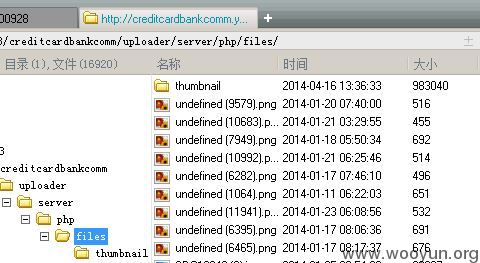 00928
http://creditcardbankcomm.y...
3/creditcardbankcomm/uploader/server/php/files/
目录(1),文件(16920)
名称 时间 大小
thumbnail 2014-04-16 13:36:33 983040
undefined (9579).png 2014-01-20 07:40:00 516
undefined (10683)... 2014-01-21 03:29:55 455
undefined (7949).png 2014-01-18 05:50:34 692
undefined (10992)... 2014-01-21 06:25:46 514
undefined (6282).png 2014-01-17 07:46:10 496
undefined (1064).png 2014-01-11 06:22:03 651
undefined (11941)... 2014-01-23 06:08:56 532
undefined (6395).png 2014-01-17 08:06:36 691
undefined (6465).png 2014-01-17 08:17:37 676
3
creditcardbankcomm
uploader
server
php
files
thumbnail
www.wooyun.org